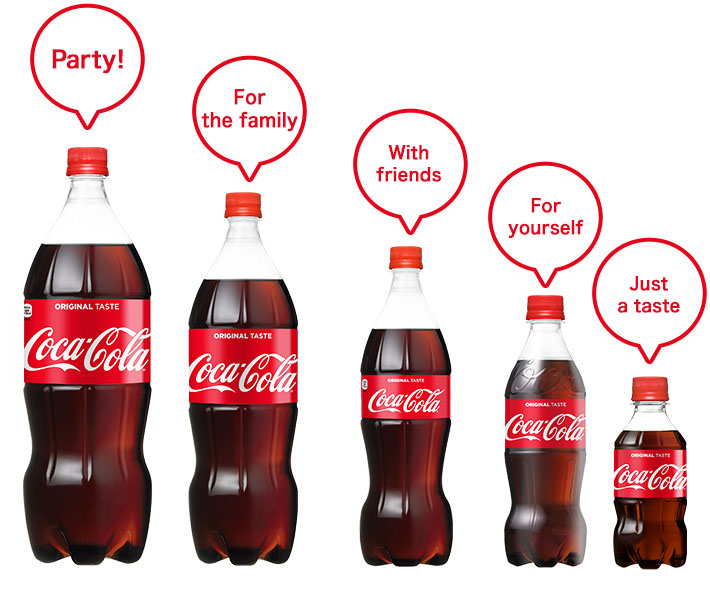 Party!
For
the family
With
friends
For
yourself
Just
a taste
ORIGINAL TASTE
Coca-Cola
ORIGINAL TASTE
Coca-Cola
ORIGINAL TASTE
Coca-Cola
ORIGINAL TASTE
Coca-Cola
ORIGINAL TASTE
Coca-Cola